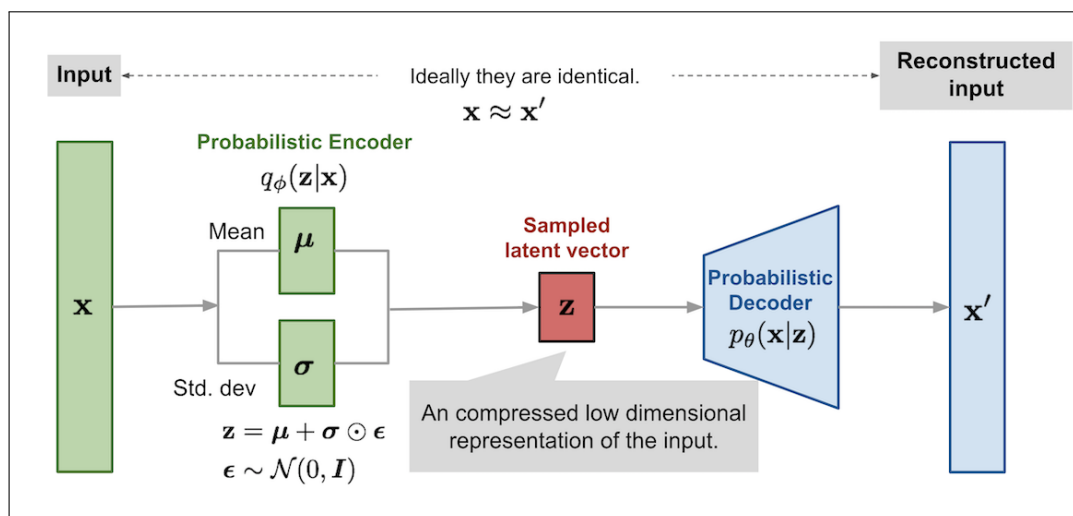 Input
Ideally they are identical.
Reconstructed
input
𝐱 ≈ 𝐱′
Probabilistic Encoder
qϕ(𝐳|𝐱)
Mean
𝝁
Sampled
latent vector
𝐱
𝐳
Probabilistic
Decoder
pθ(𝐱|𝐳)
𝐱′
𝝈
Std. dev
𝐳 = 𝝁 + 𝝈 ⊙ 𝝐
𝝐 ∼ 𝒩(0, 𝑰)
An compressed low dimensional
representation of the input.